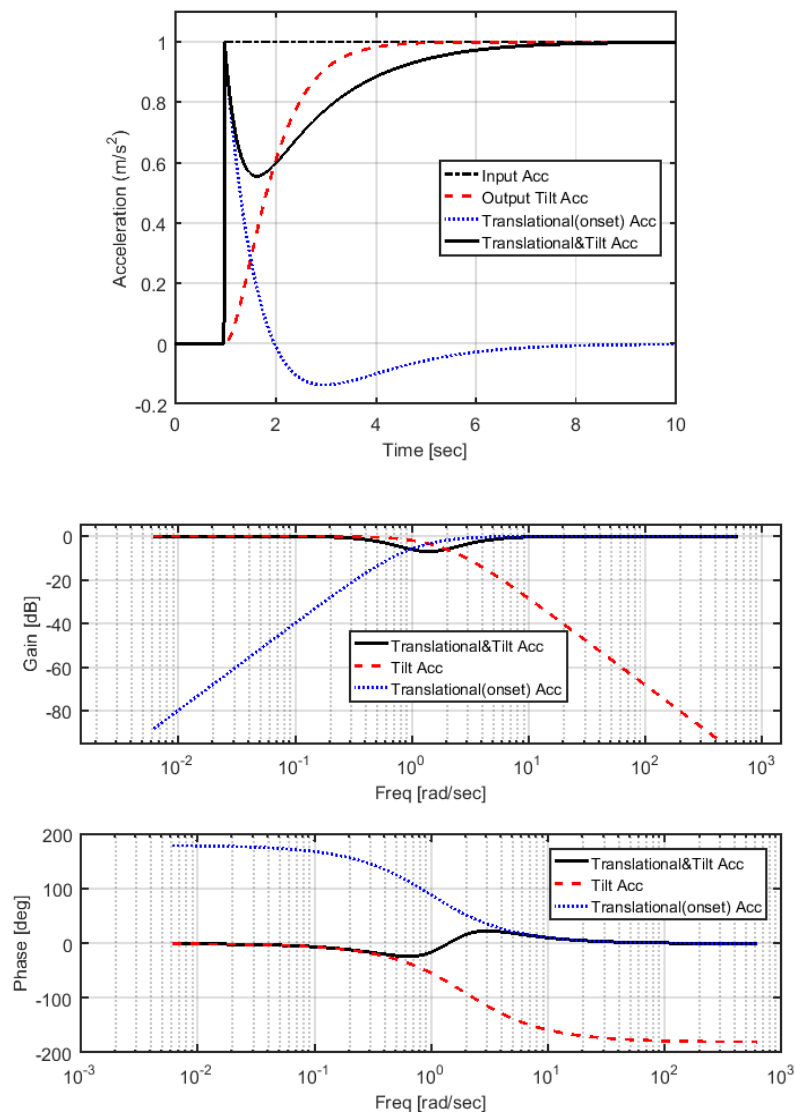 1
0.8
0.6
0.4
0.2
0
-0.2
Acceleration (m/s²)
Input Acc
Output Tilt Acc
Translational(onset) Acc
Translational&Tilt Acc
0 2 4 6 8 10
Time [sec]
0
-20
-40
-60
-80
Gain [dB]
Translational&Tilt Acc
Tilt Acc
Translational(onset) Acc
10⁻² 10⁻¹ 10⁰ 10¹ 10² 10³
Freq [rad/sec]
200
100
0
-100
-200
Phase [deg]
Translational&Tilt Acc
Tilt Acc
Translational(onset) Acc
10⁻³ 10⁻² 10⁻¹ 10⁰ 10¹ 10² 10³
Freq [rad/sec]